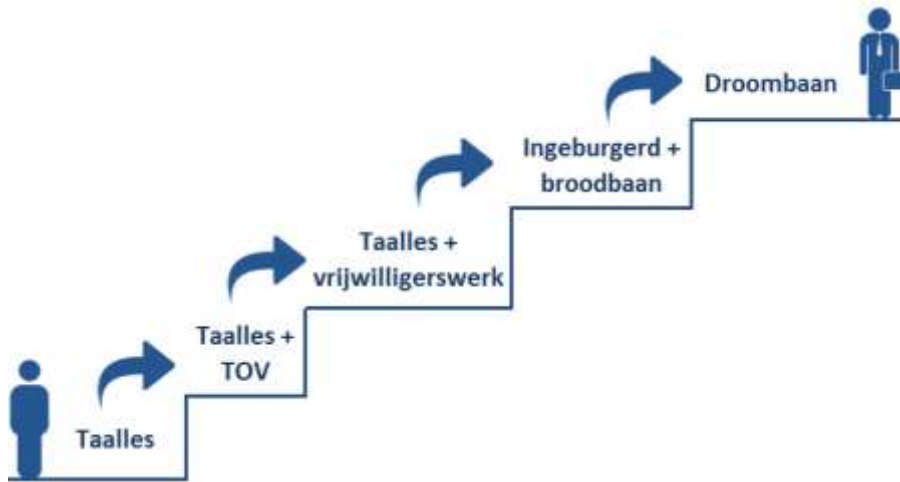 Droombaan
Ingeburgerd +
broodbaan
Taalles +
vrijwilligerswerk
Taalles +
TOV
Taalles